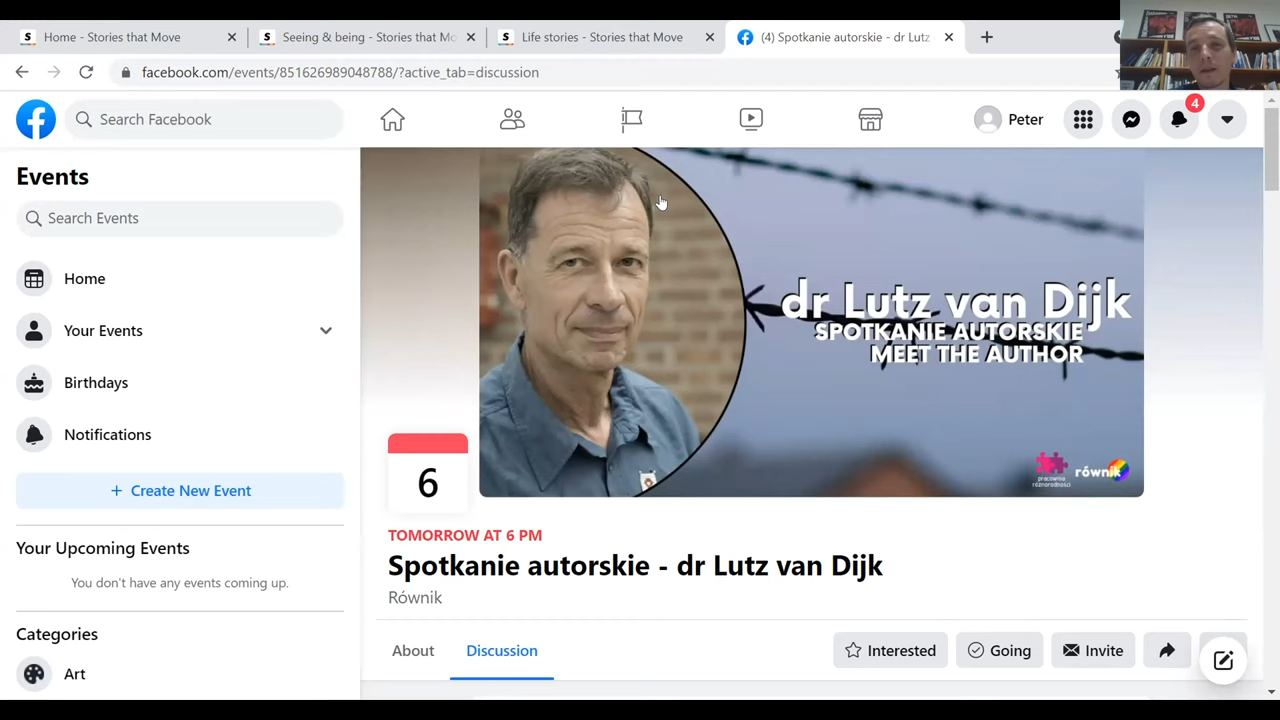 Home - Stories that Move
Seeing & being - Stories that Mo
Life stories - Stories that Move
(4) Spotkanie autorskie - dr Lutz
facebook.com/events/851626989048788/?active_tab=discussion
Search Facebook
Peter
4
Events
Search Events
Home
Your Events
Birthdays
Notifications
+ Create New Event
Your Upcoming Events
You don't have any events coming up.
Categories
Art
dr Lutz van Dijk
SPOTKANIE AUTORSKIE
MEET THE AUTHOR
pracownia
różnorodności
równik
6
TOMORROW AT 6 PM
Spotkanie autorskie - dr Lutz van Dijk
Równik
About
Discussion
Interested
Going
Invite